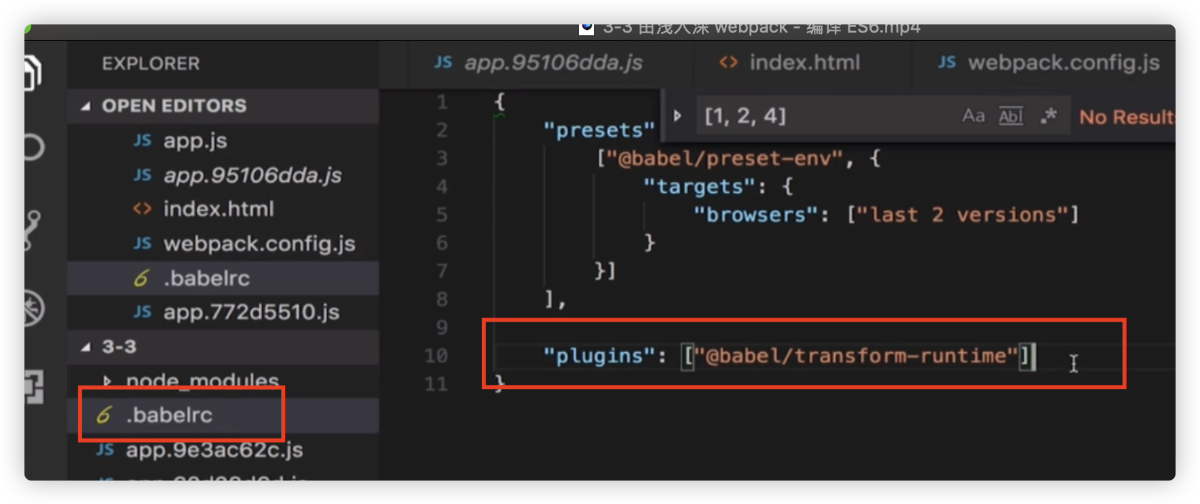 3-3 由浅入深 webpack - 编译 ES6.mp4
EXPLORER
JS app.95106dda.js
<> index.html
JS webpack.config.js
OPEN EDITORS
JS app.js
JS app.95106dda.js
<> index.html
JS webpack.config.js
6 .babelrc
JS app.772d5510.js
3-3
node_modules
6 .babelrc
JS app.9e3ac62c.js
[1, 2, 4]
Aa Abl .* No Result
1 {
2 "presets"
3 ["@babel/preset-env", {
4 "targets": {
5 "browsers": ["last 2 versions"]
6 }
7 }]
8 ],
9
10 "plugins": ["@babel/transform-runtime"]
11 }